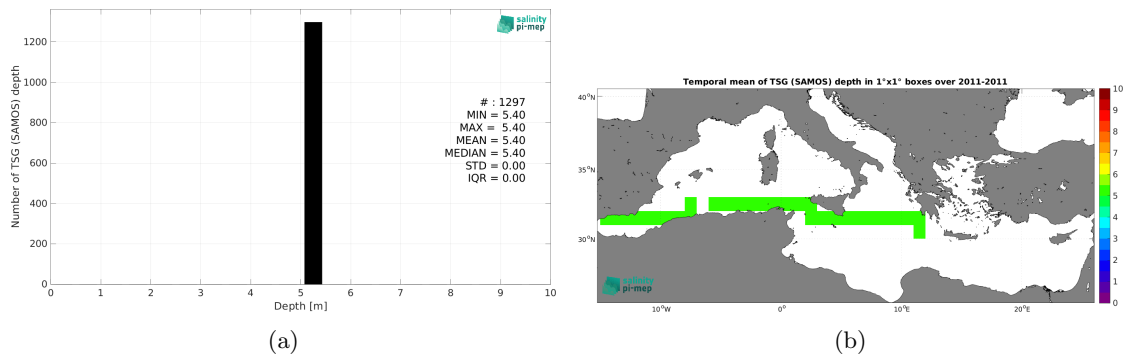 salinity
pi-mep
Number of TSG (SAMOS) depth
1200
1000
800
600
400
200
0
# : 1297
MIN = 5.40
MAX = 5.40
MEAN = 5.40
MEDIAN = 5.40
STD = 0.00
IQR = 0.00
0 1 2 3 4 5 6 7 8 9 10
Depth [m]
(a)
Temporal mean of TSG (SAMOS) depth in 1°x1° boxes over 2011-2011
40°N
35°N
30°N
10°W 0° 10°E 20°E
salinity
pi-mep
10
9
8
7
6
5
4
3
2
1
0
(b)